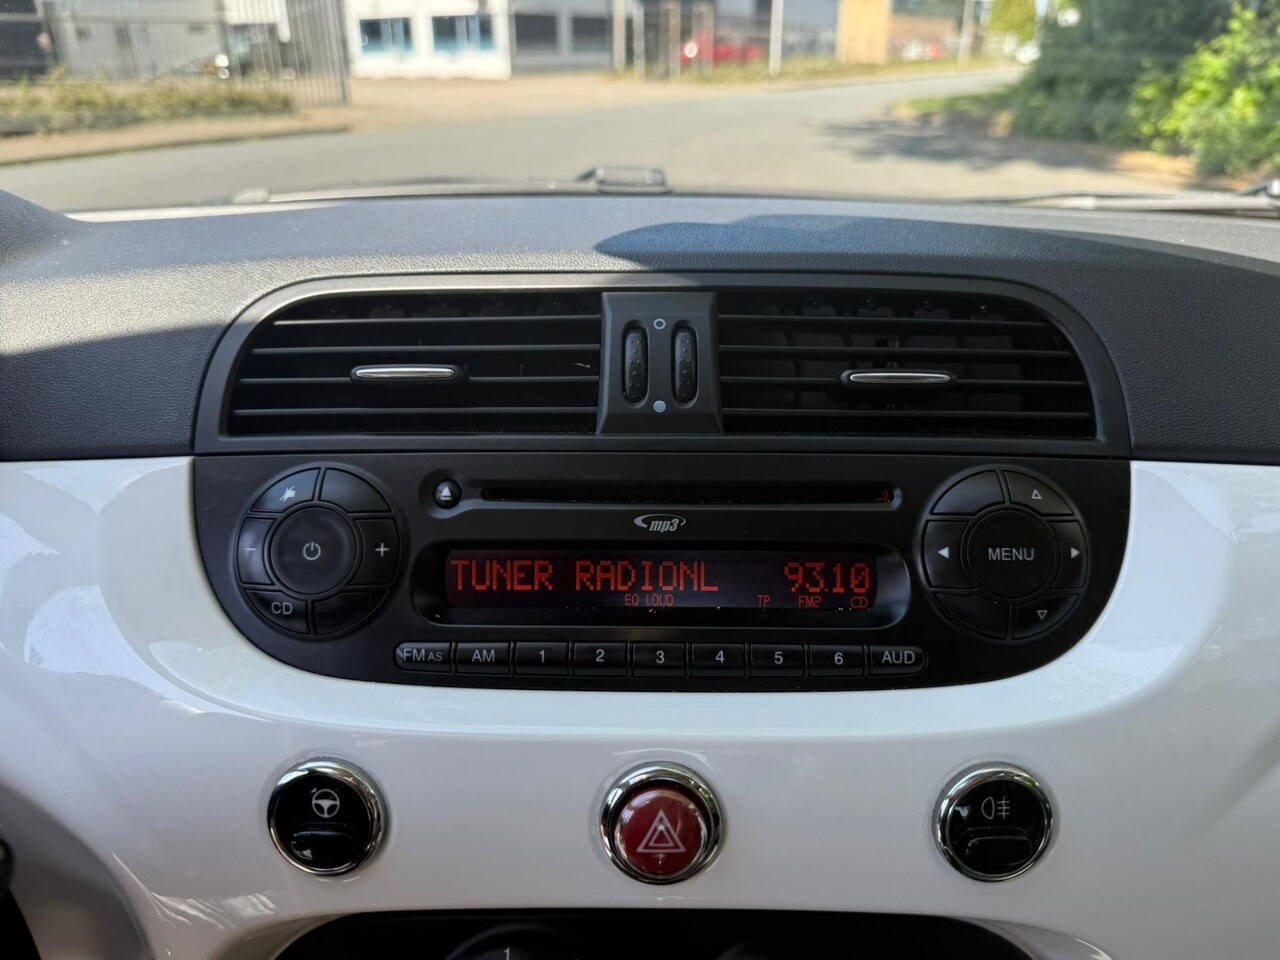 mp3
TUNER RADIONL 93.10
EQ LOUD TP FM2
MENU
CD
FM AS AM 1 2 3 4 5 6 AUD
1